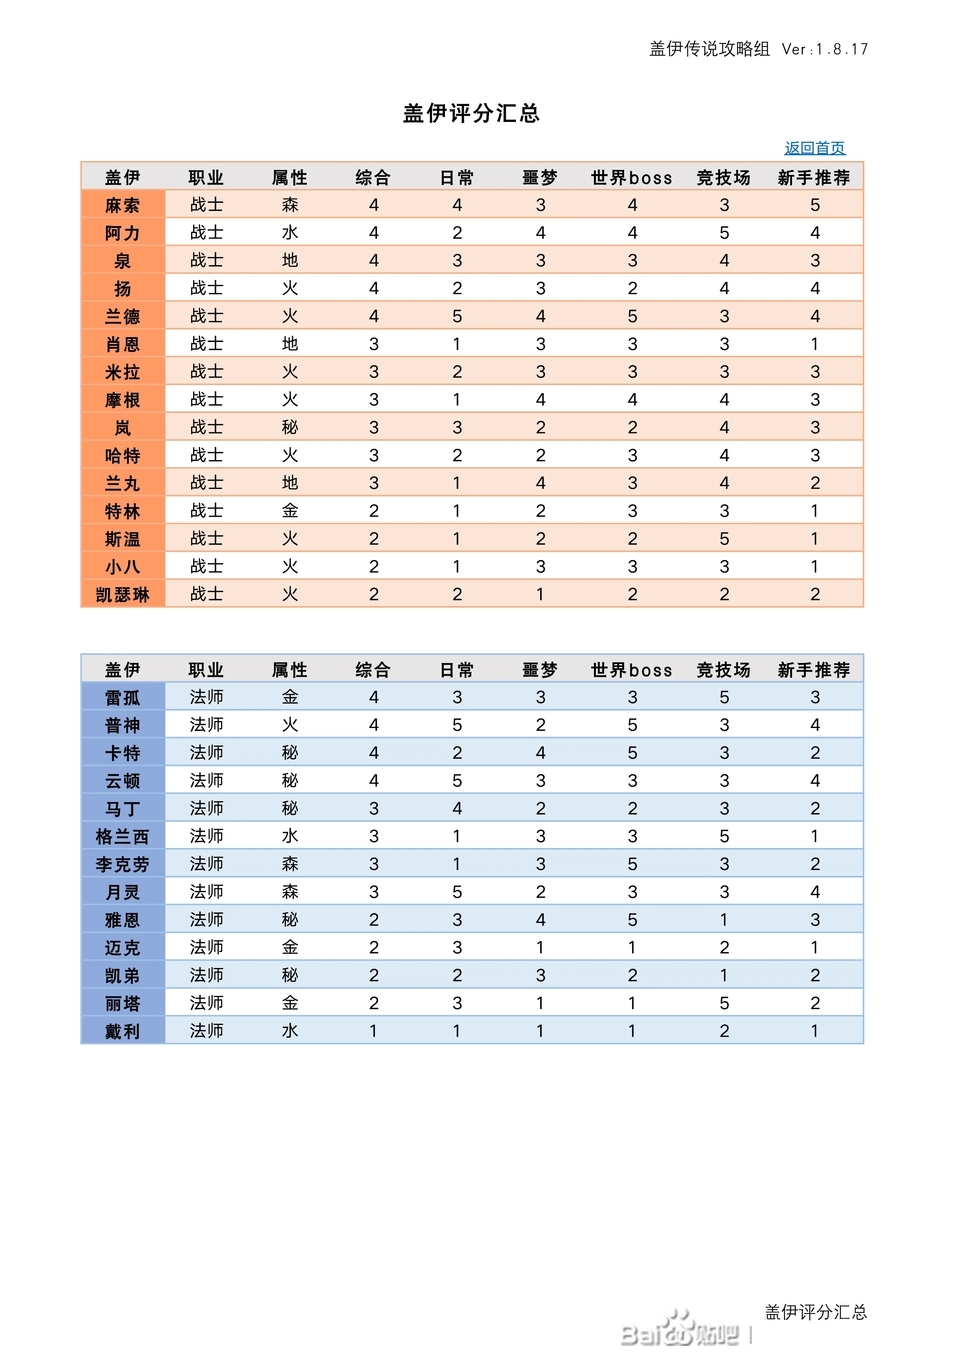 盖伊传说攻略组 Ver:1.8.17
盖伊评分汇总
返回首页
盖伊 职业 属性 综合 日常 噩梦 世界boss 竞技场 新手推荐
麻索 战士 森 4 4 3 4 3 5
阿力 战士 水 4 2 4 4 5 4
泉 战士 地 4 3 3 3 4 3
扬 战士 火 4 2 3 2 4 4
兰德 战士 火 4 5 4 5 3 4
肖恩 战士 地 3 1 3 3 3 1
米拉 战士 火 3 2 3 3 3 3
摩根 战士 火 3 1 4 4 4 3
岚 战士 秘 3 3 2 2 4 3
哈特 战士 火 3 2 2 3 4 3
兰丸 战士 地 3 1 4 3 4 2
特林 战士 金 2 1 2 3 3 1
斯温 战士 火 2 1 2 2 5 1
小八 战士 火 2 1 3 3 3 1
凯瑟琳 战士 火 2 2 1 2 2 2
盖伊 职业 属性 综合 日常 噩梦 世界boss 竞技场 新手推荐
雷孤 法师 金 4 3 3 3 5 3
普神 法师 火 4 5 2 5 3 4
卡特 法师 秘 4 2 4 5 3 2
云顿 法师 秘 4 5 3 3 3 4
马丁 法师 秘 3 4 2 2 3 2
格兰西 法师 水 3 1 3 3 5 1
李克劳 法师 森 3 1 3 5 3 2
月灵 法师 森 3 5 2 3 3 4
雅恩 法师 秘 2 3 4 5 1 3
迈克 法师 金 2 3 1 1 2 1
凯弟 法师 秘 2 2 3 2 1 2
丽塔 法师 金 2 3 1 1 5 2
戴利 法师 水 1 1 1 1 2 1
盖伊评分汇总
Bai 贴吧